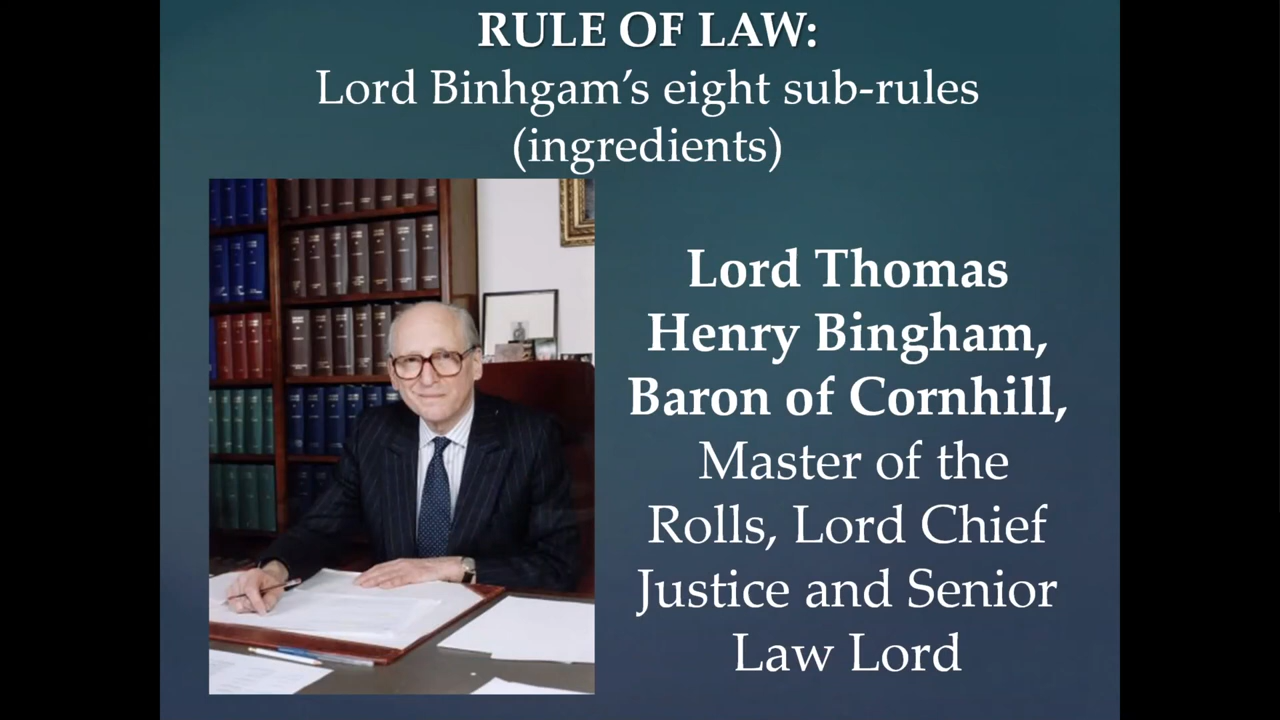 RULE OF LAW:
Lord Binhgam’s eight sub-rules
(ingredients)
Lord Thomas
Henry Bingham,
Baron of Cornhill,
Master of the
Rolls, Lord Chief
Justice and Senior
Law Lord